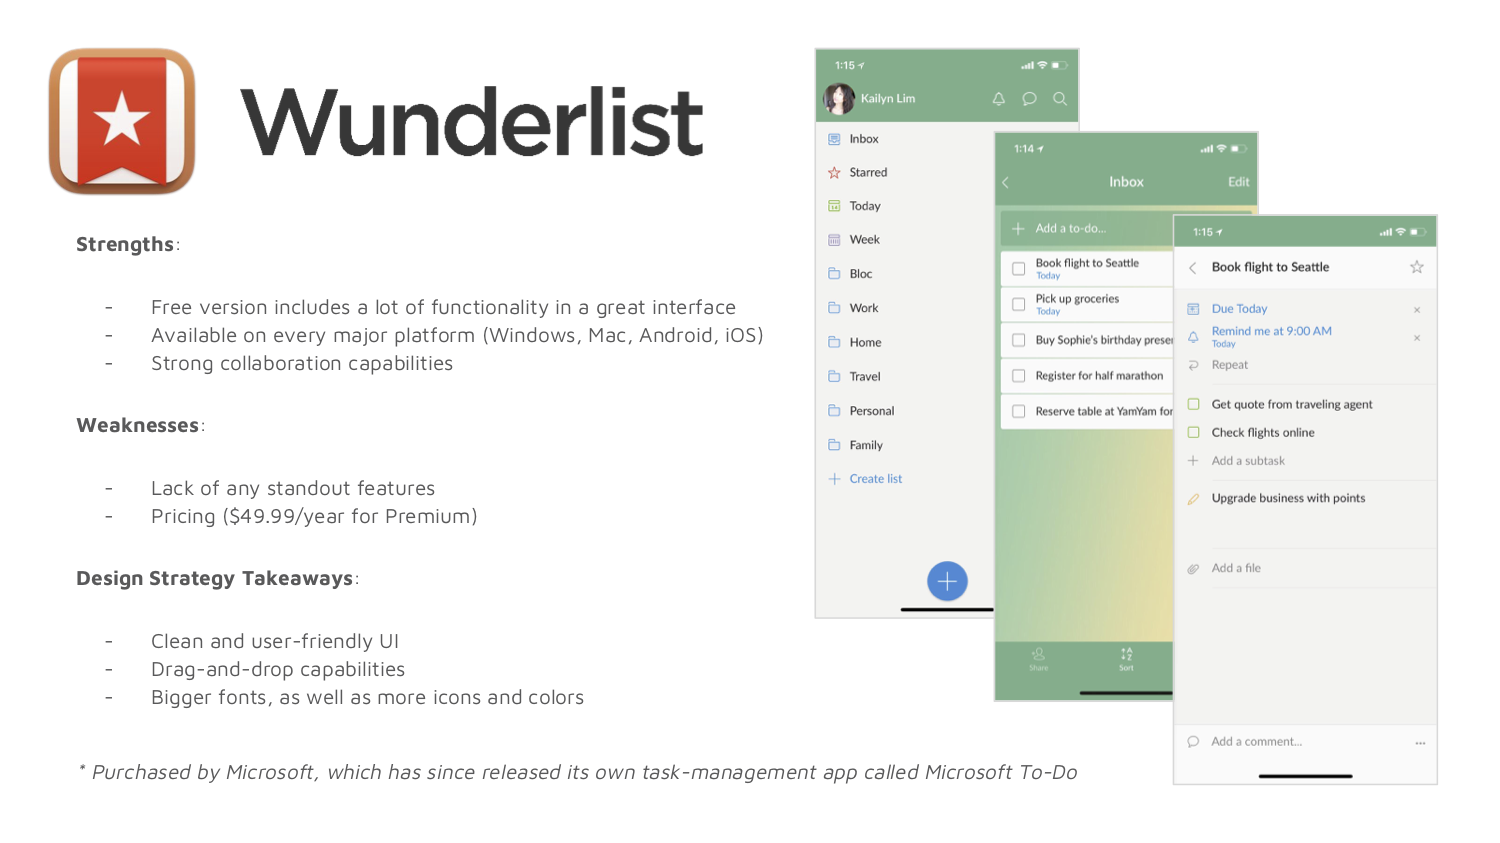 Wunderlist
Strengths:
- Free version includes a lot of functionality in a great interface
- Available on every major platform (Windows, Mac, Android, iOS)
- Strong collaboration capabilities
Weaknesses:
- Lack of any standout features
- Pricing ($49.99/year for Premium)
Design Strategy Takeaways:
- Clean and user-friendly UI
- Drag-and-drop capabilities
- Bigger fonts, as well as more icons and colors
* Purchased by Microsoft, which has since released its own task-management app called Microsoft To-Do
1:15
Kailyn Lim
Inbox
Starred
Today
Week
Bloc
Work
Home
Travel
Personal
Family
Create list
1:14
Inbox
Edit
Add a to-do...
Book flight to Seattle
Today
Pick up groceries
Today
Buy Sophie's birthday
Register for half marathon
Reserve table at YamYam
Share
Sort
1:15
Book flight to Seattle
Due Today
Remind me at 9:00 AM
Today
Repeat
Get quote from traveling agent
Check flights online
Add a subtask
Upgrade business with points
Add a file
Add a comment...